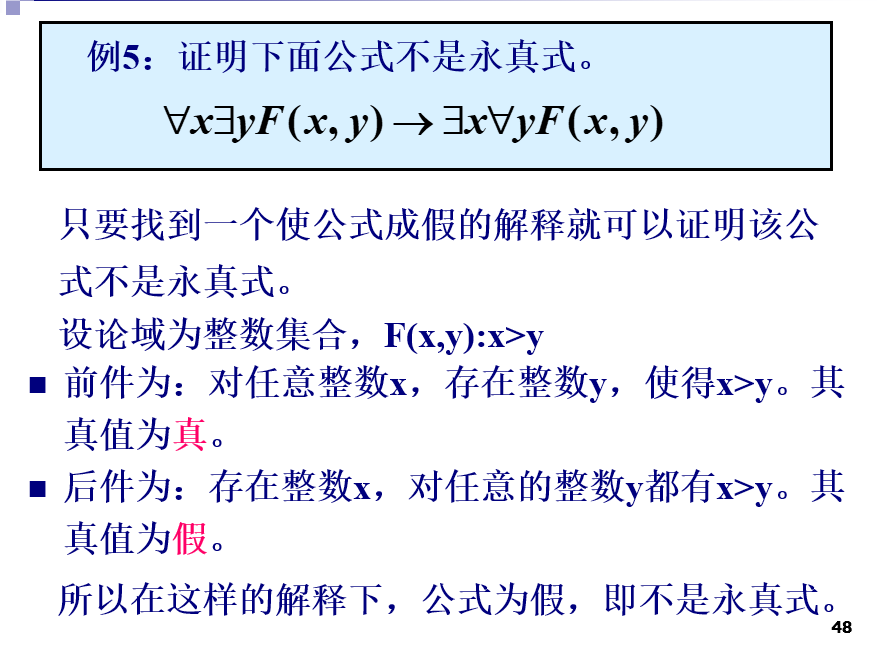 例5：证明下面公式不是永真式。
∀x∃yF(x, y) → ∃x∀yF(x, y)
只要找到一个使公式成假的解释就可以证明该公
式不是永真式。
设论域为整数集合，F(x,y):x>y
■ 前件为：对任意整数x，存在整数y，使得x>y。其
真值为真。
■ 后件为：存在整数x，对任意的整数y都有x>y。其
真值为假。
所以在这样的解释下，公式为假，即不是永真式。
48